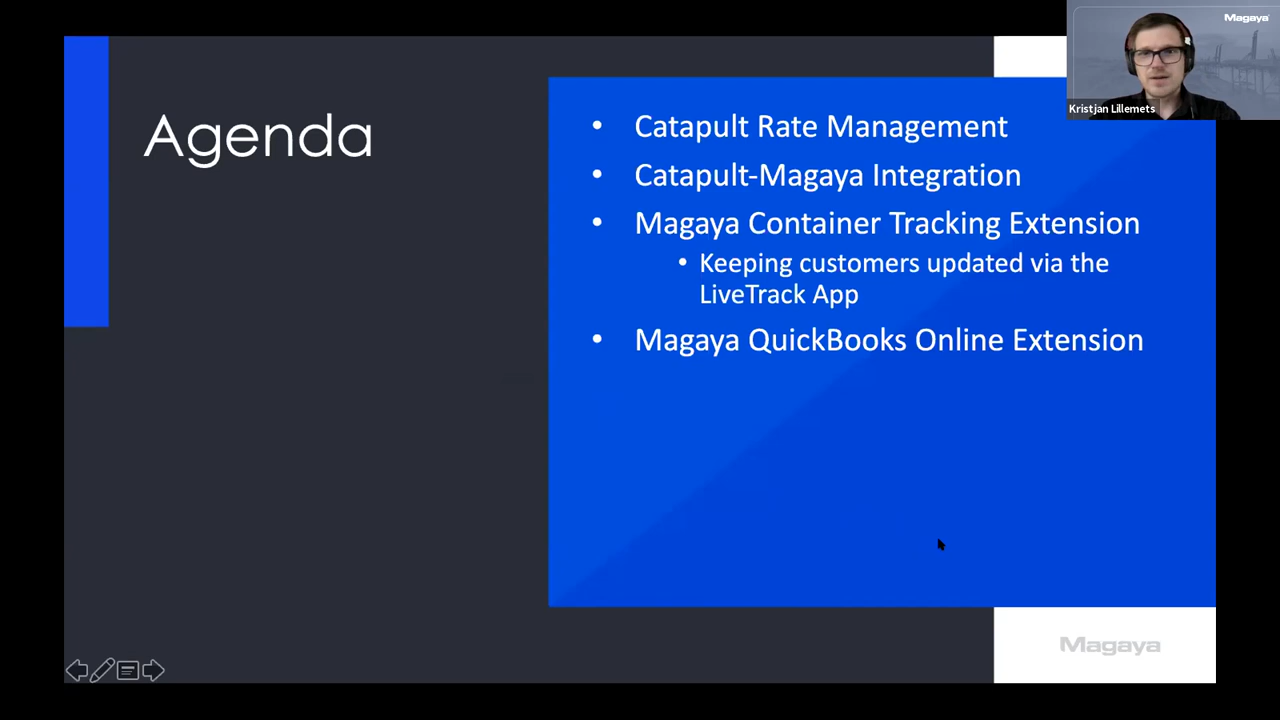 Magaya
Kristjan Lillemets
Agenda
• Catapult Rate Management
• Catapult-Magaya Integration
• Magaya Container Tracking Extension
• Keeping customers updated via the
LiveTrack App
• Magaya QuickBooks Online Extension
Magaya